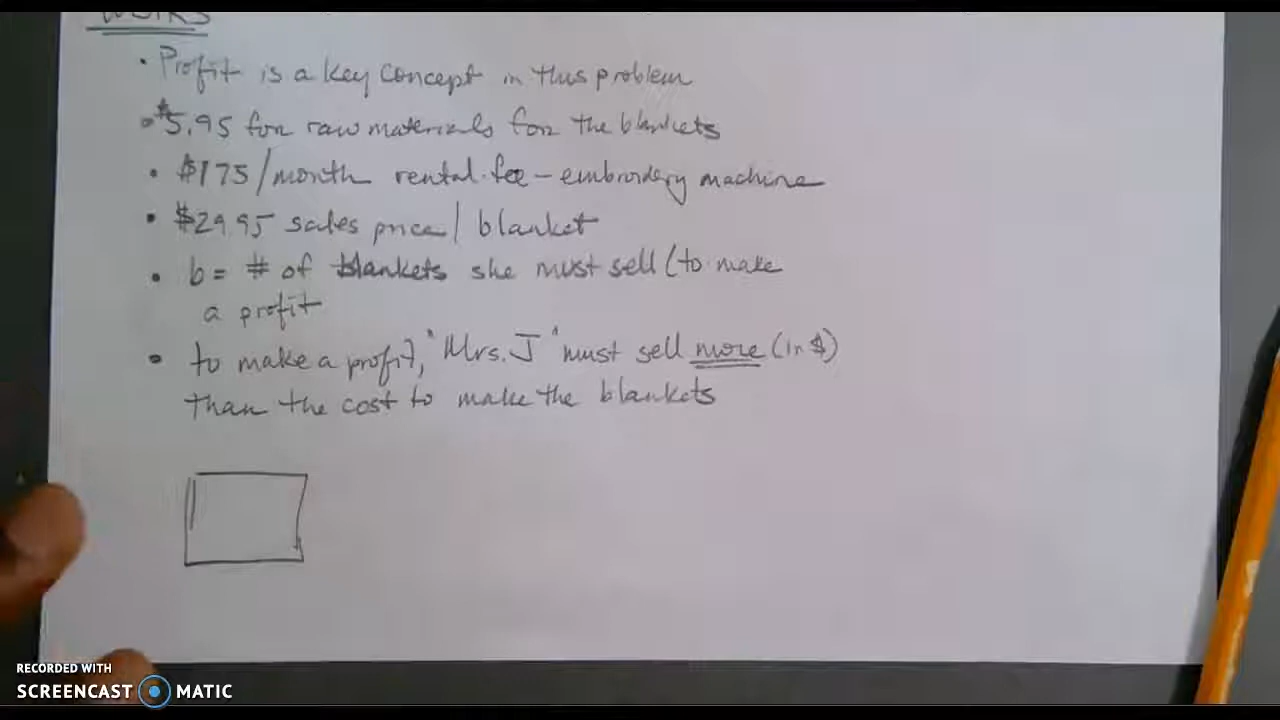 WORKS
• Profit is a key concept in this problem
• $5.95 for raw materials for the blankets
• $175/month rental fee - embroidery machine
• $29.95 sales price/ blanket
• b = # of blankets she must sell (to make
a profit
• to make a profit, "Mrs. J" must sell more (in $)
than the cost to make the blankets
RECORDED WITH
SCREENCAST MATIC